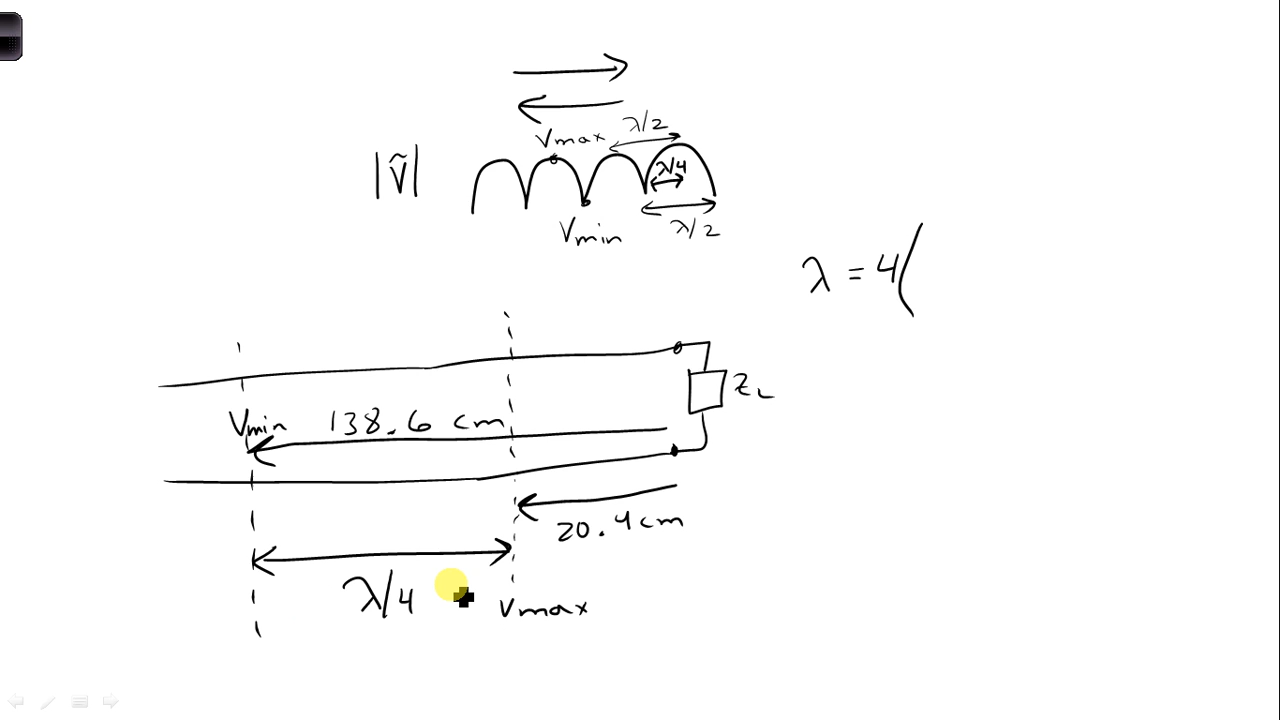 Vmax λ/2
|Ṽ| λ/4
Vmin λ/2
λ = 4(
Z_L
Vmin 138.6 cm
20.4cm
λ/4 Vmax